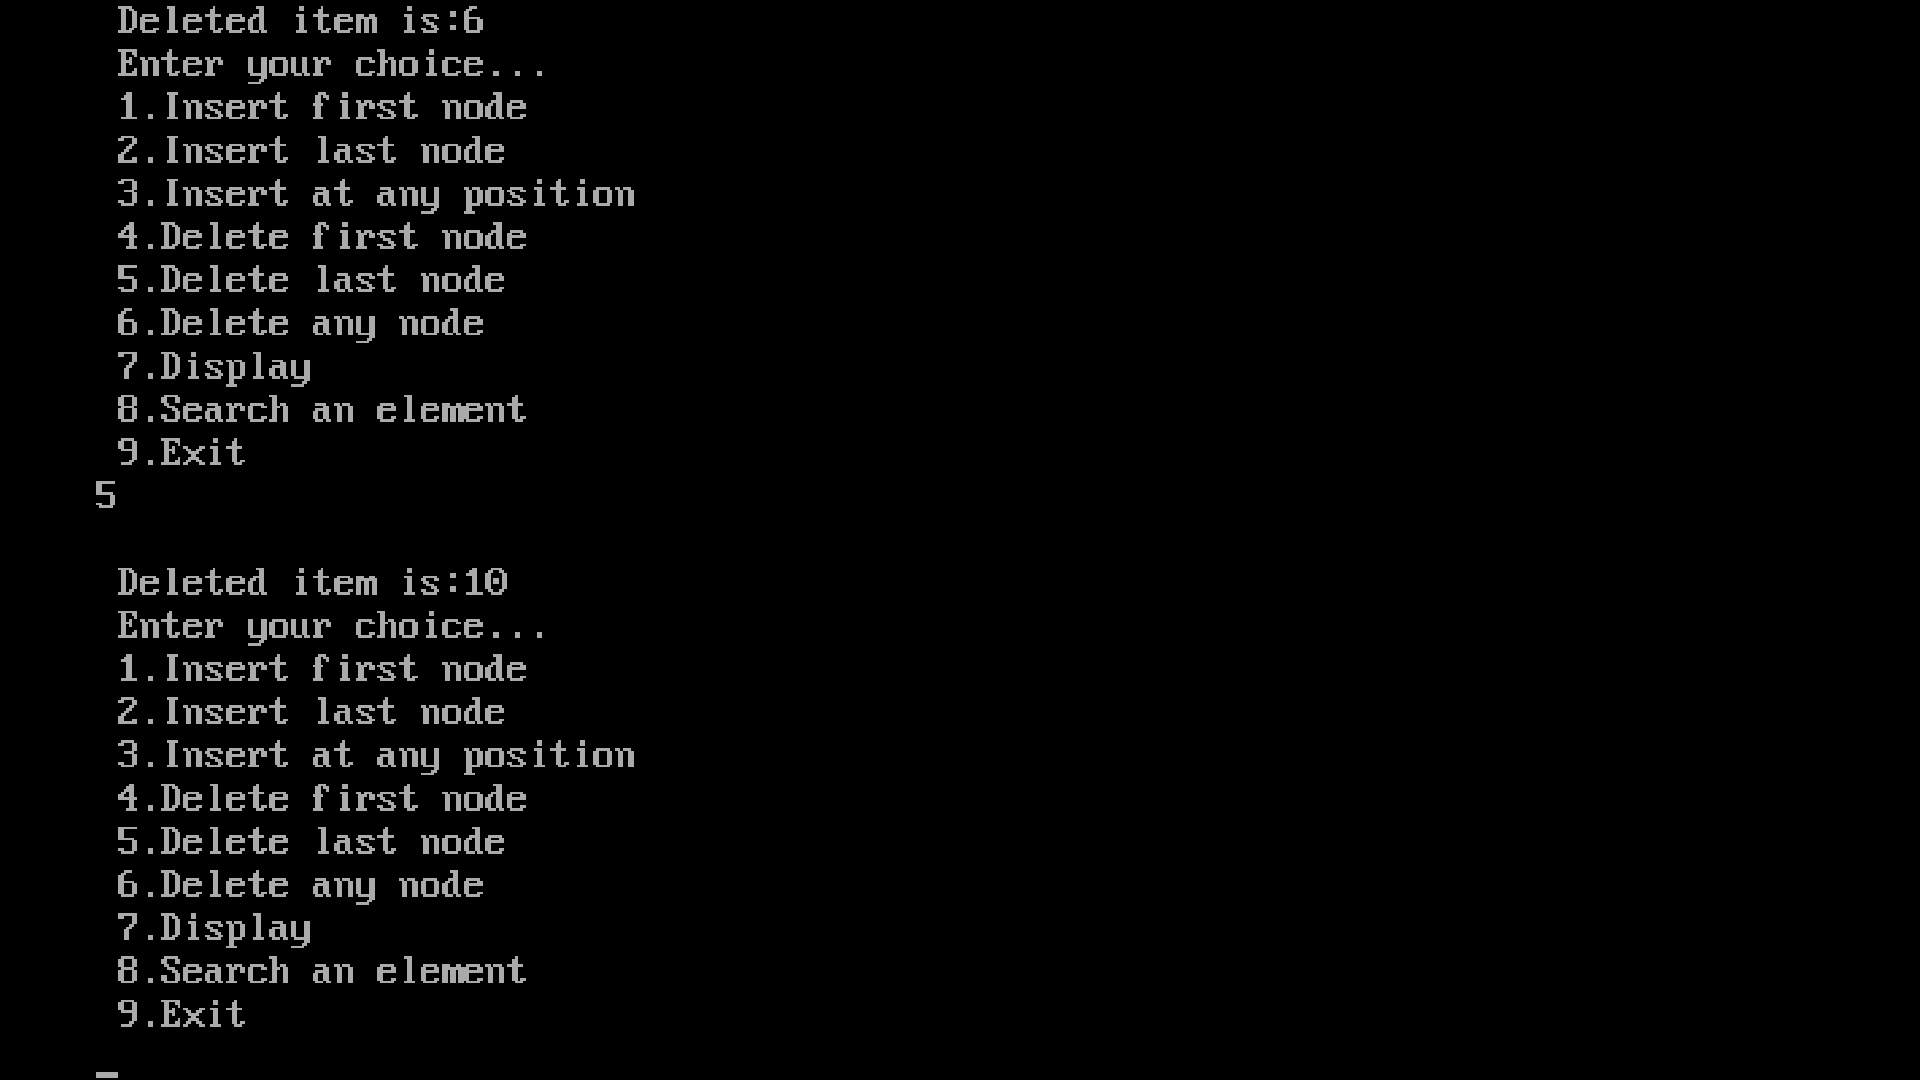 Deleted item is:6
Enter your choice...
1.Insert first node
2.Insert last node
3.Insert at any position
4.Delete first node
5.Delete last node
6.Delete any node
7.Display
8.Search an element
9.Exit
5
Deleted item is:10
Enter your choice...
1.Insert first node
2.Insert last node
3.Insert at any position
4.Delete first node
5.Delete last node
6.Delete any node
7.Display
8.Search an element
9.Exit